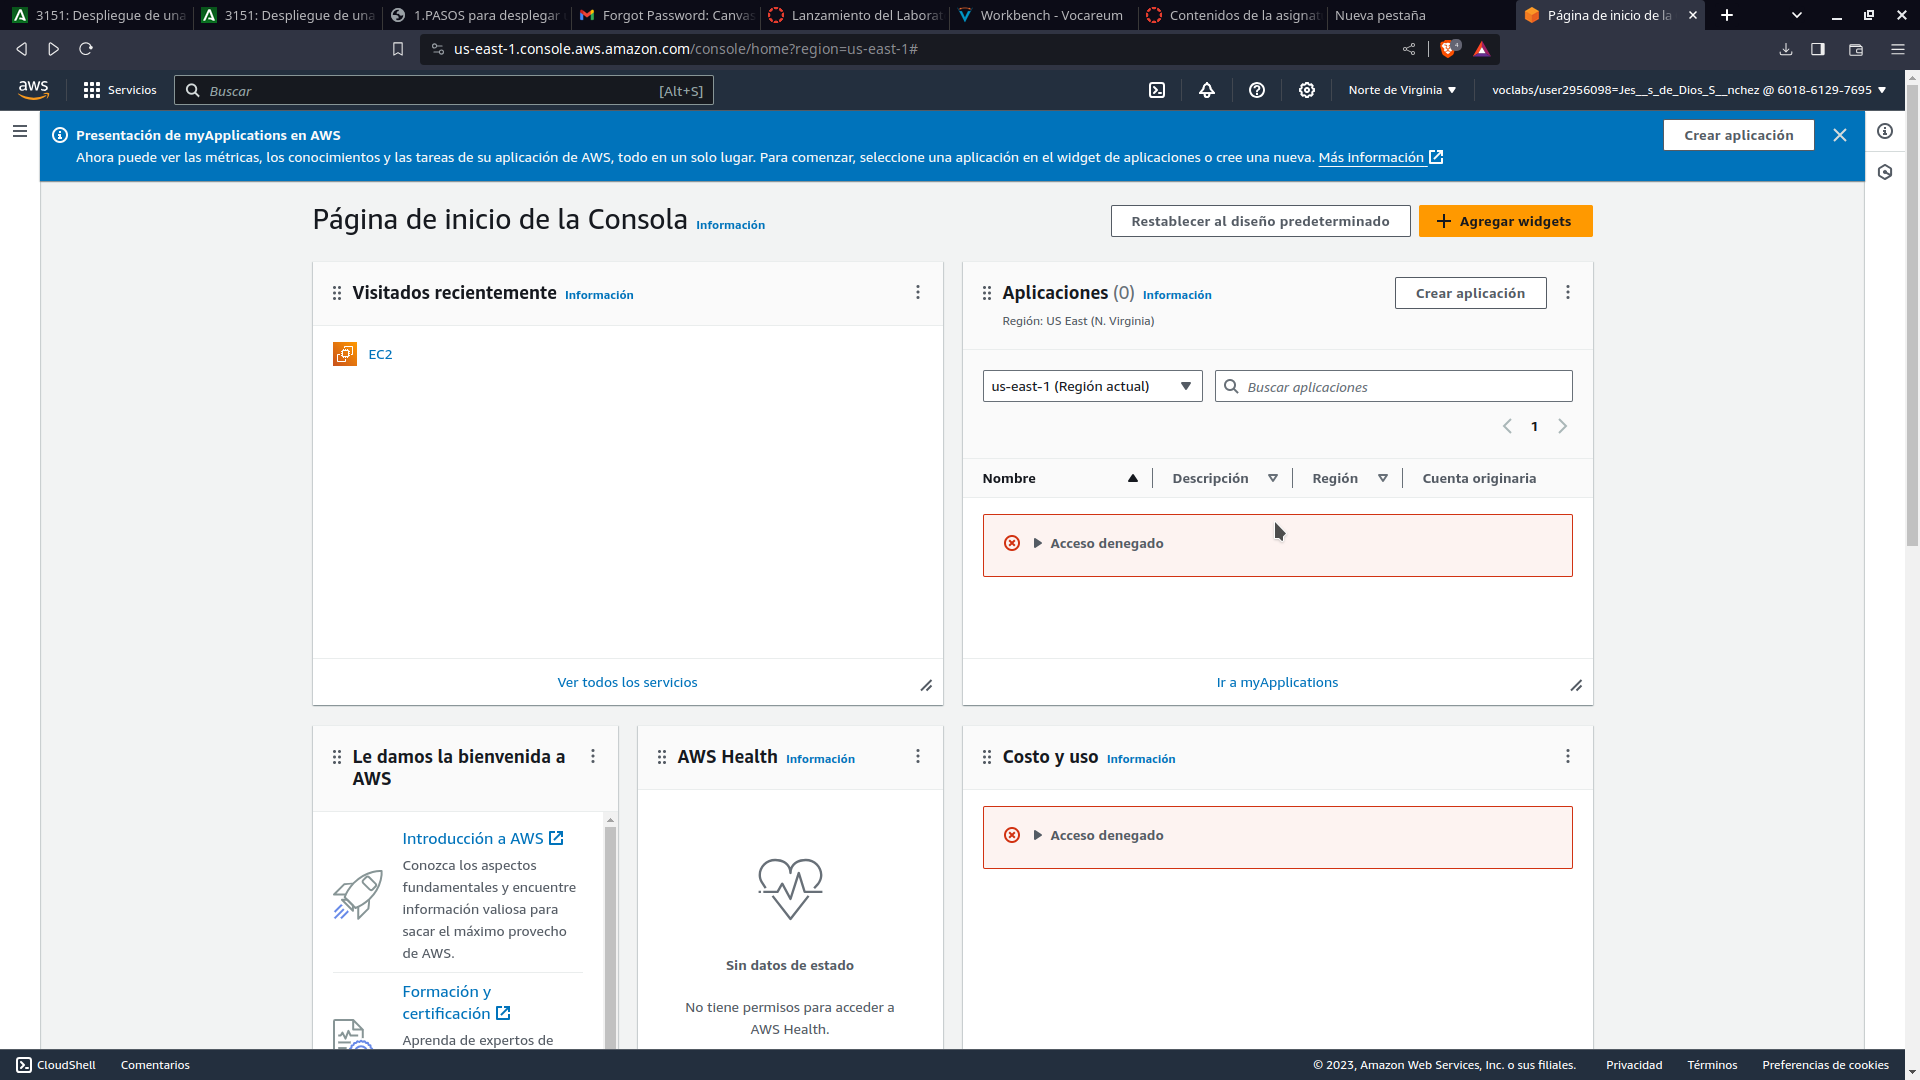 3151: Despliegue de una
3151: Despliegue de una
1.PASOS para desplegar
Forgot Password: Canvas
Lanzamiento del Laborat
Workbench - Vocareum
Contenidos de la asignat
Nueva pestaña
Página de inicio de la
us-east-1.console.aws.amazon.com/console/home?region=us-east-1#
4
aws
Servicios
Buscar
[Alt+S]
Norte de Virginia
voclabs/user2956098=Jes__s_de_Dios_S__nchez @ 6018-6129-7695
Presentación de myApplications en AWS
Ahora puede ver las métricas, los conocimientos y las tareas de su aplicación de AWS, todo en un solo lugar. Para comenzar, seleccione una aplicación en el widget de aplicaciones o cree una nueva. Más información
Crear aplicación
Página de inicio de la Consola Información
Restablecer al diseño predeterminado
Agregar widgets
Visitados recientemente Información
EC2
Ver todos los servicios
Aplicaciones (0) Información
Región: US East (N. Virginia)
Crear aplicación
us-east-1 (Región actual)
Buscar aplicaciones
1
Nombre
Descripción
Región
Cuenta originaria
Acceso denegado
Ir a myApplications
Le damos la bienvenida a
AWS
Introducción a AWS
Conozca los aspectos
fundamentales y encuentre
información valiosa para
sacar el máximo provecho
de AWS.
Formación y
certificación
Aprenda de expertos de
AWS Health Información
Sin datos de estado
No tiene permisos para acceder a
AWS Health.
Costo y uso Información
Acceso denegado
CloudShell
Comentarios
© 2023, Amazon Web Services, Inc. o sus filiales.
Privacidad
Términos
Preferencias de cookies